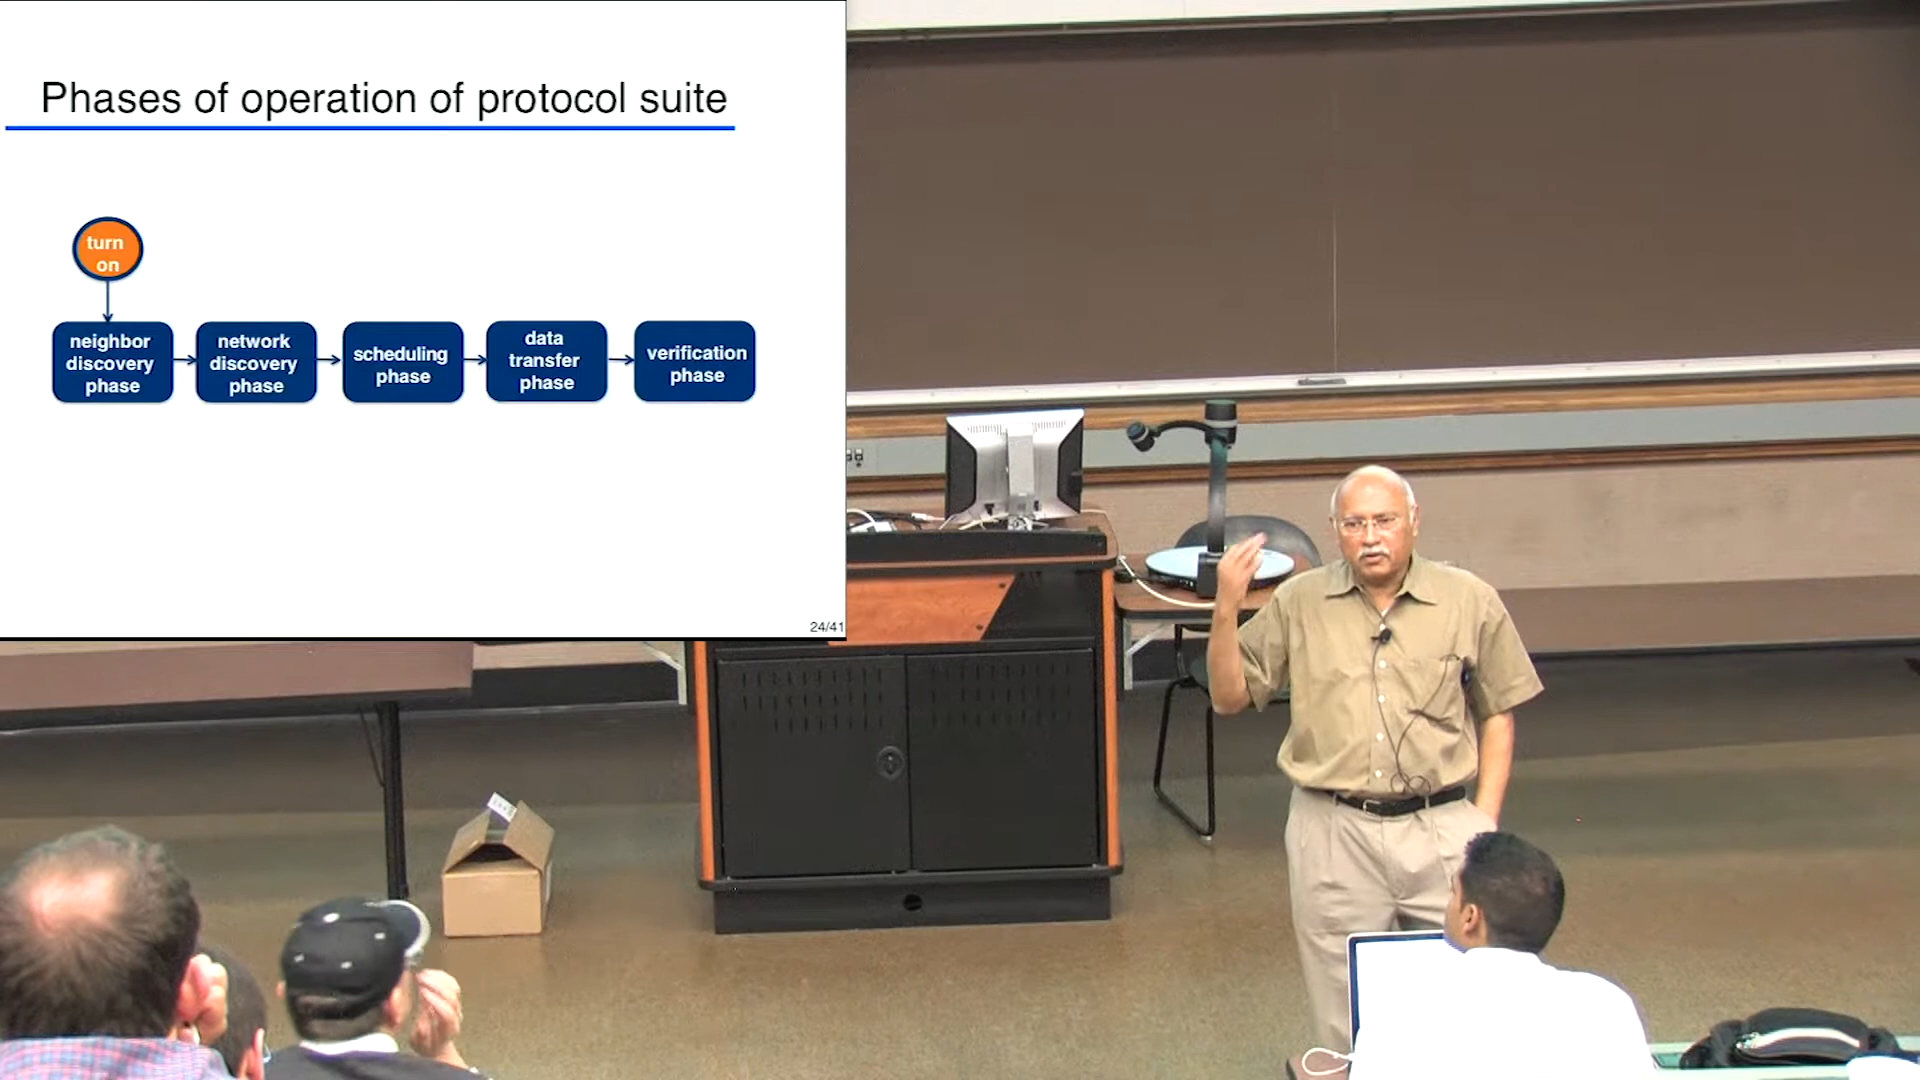 Phases of operation of protocol suite
turn
on
neighbor
discovery
phase
network
discovery
phase
scheduling
phase
data
transfer
phase
verification
phase
24/41